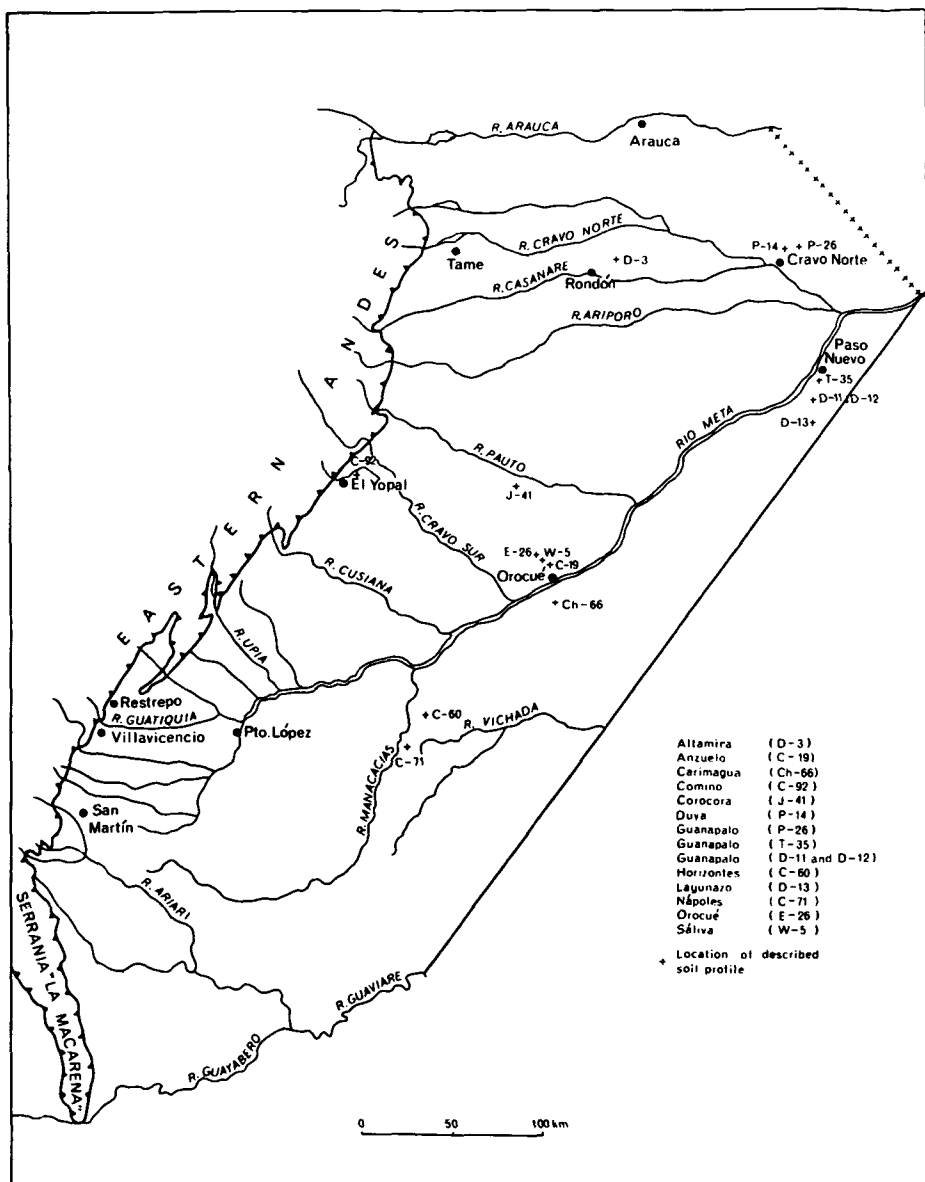 R. ARAUCA
Arauca
R. CRAVO NORTE
P-14 + + P-26
Cravo Norte
Tame
+ D-3
R. CASANARE
Rondón
R. ARIPORO
EASTERN ANDES
Paso
Nuevo
+ T-35
+ D-11, D-12
D-13 +
RIO META
C-92
El Yopal
R. PAUTO
J-41
R. CRAVO SUR
E-26 + W-5
+ C-19
Orocué
+ Ch-66
R. CUSIANA
R. UPIA
Restrepo
R. GUATIQUIA
Villavicencio
Pto. López
+ C-60
R. VICHADA
C-71
R. MANACACIAS
San
Martín
R. ARIARI
SERRANIA "LA MACARENA"
R. GUAVIARE
R. GUAYABERO
Altamira (D-3)
Anzuelo (C-19)
Carimagua (Ch-66)
Comino (C-92)
Corocora (J-41)
Duya (P-14)
Guanapalo (P-26)
Guanapalo (T-35)
Guanapalo (D-11 and D-12)
Horizontes (C-60)
Lagunazo (D-13)
Nápoles (C-71)
Orocué (E-26)
Sáliva (W-5)
+ Location of described
soil profile
0 50 100 km